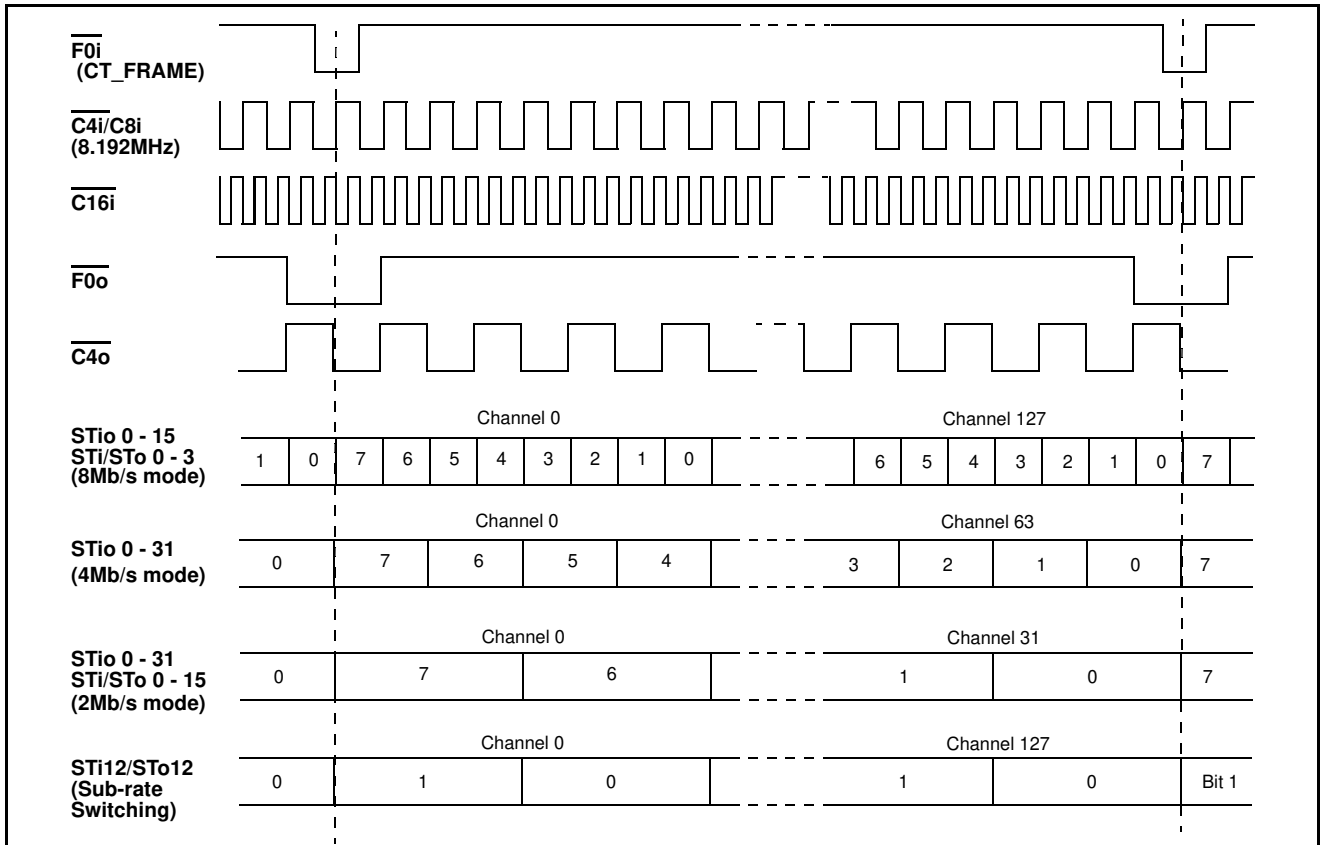 F0i
(CT_FRAME)
C4i/C8i
(8.192MHz)
C16i
F0o
C4o
Channel 0
Channel 127
STio 0 - 15
STi/STo 0 - 3
(8Mb/s mode)
1 0 7 6 5 4 3 2 1 0 6 5 4 3 2 1 0 7
Channel 0
Channel 63
STio 0 - 31
(4Mb/s mode)
0 7 6 5 4 3 2 1 0 7
Channel 0
Channel 31
STio 0 - 31
STi/STo 0 - 15
(2Mb/s mode)
0 7 6 1 0 7
Channel 0
Channel 127
STi12/STo12
(Sub-rate
Switching)
0 1 0 1 0 Bit 1